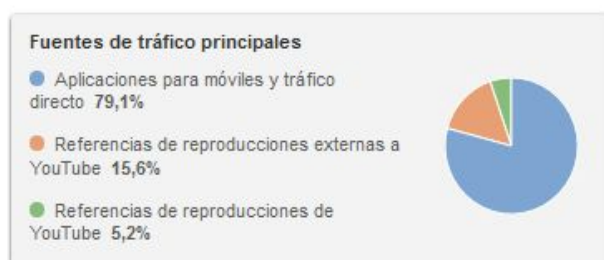 Fuentes de tráfico principales
Aplicaciones para móviles y tráfico
directo 79,1%
Referencias de reproducciones externas a
YouTube 15,6%
Referencias de reproducciones de
YouTube 5,2%